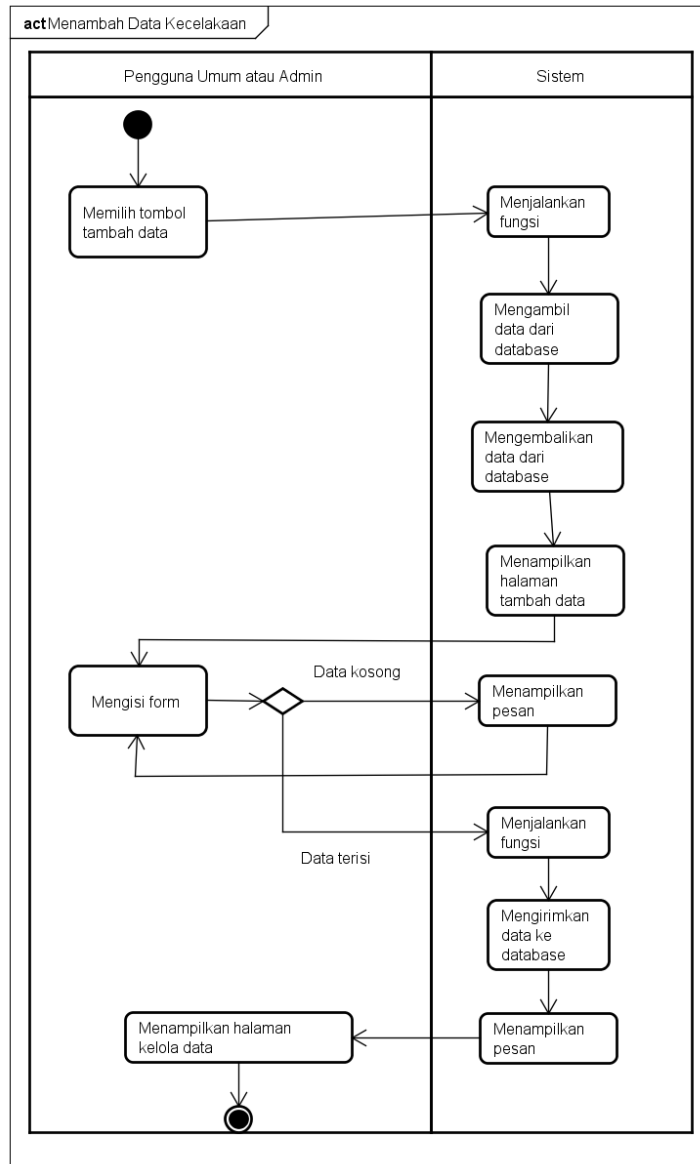 act Menambah Data Kecelakaan
Pengguna Umum atau Admin
Sistem
Memilih tombol
tambah data
Menjalankan
fungsi
Mengambil
data dari
database
Mengembalikan
data dari
database
Menampilkan
halaman
tambah data
Mengisi form
Data kosong
Menampilkan
pesan
Data terisi
Menjalankan
fungsi
Mengirimkan
data ke
database
Menampilkan
pesan
Menampilkan halaman
kelola data